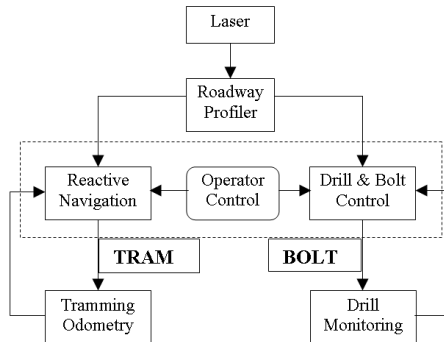 Laser
Roadway
Profiler
Reactive
Navigation
Operator
Control
Drill & Bolt
Control
TRAM
BOLT
Tramming
Odometry
Drill
Monitoring